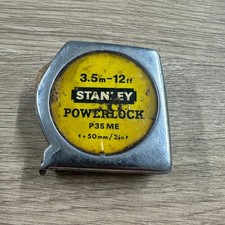 3.5m-12ft
STANLEY
POWERLOCK
P35ME
+50mm/2in